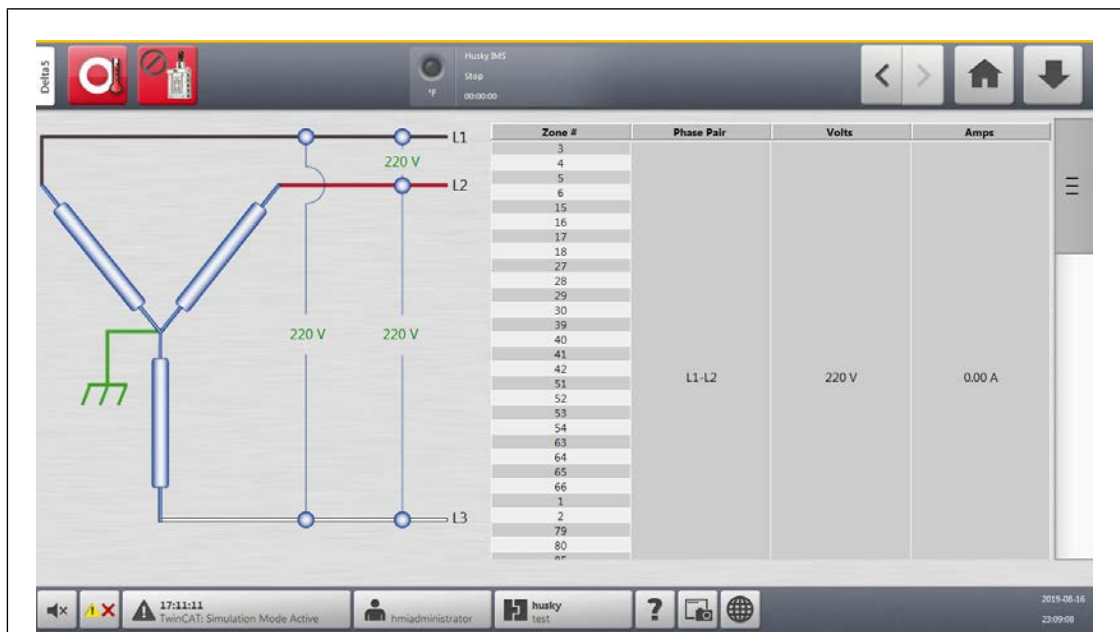 Delta5
°F
Husky IMS
Stop
00:00:00
L1
220 V
L2
220 V
220 V
L3
Zone # Phase Pair Volts Amps
3
4
5
6
15
16
17
18
27
28
29
30
39
40
41
42
51
52
53
54
63
64
65
66
1
2
79
80
L1-L2 220 V 0.00 A
17:11:11
TwinCAT: Simulation Mode Active
hmiadministrator
husky
test
?
2019-08-16
23:09:08